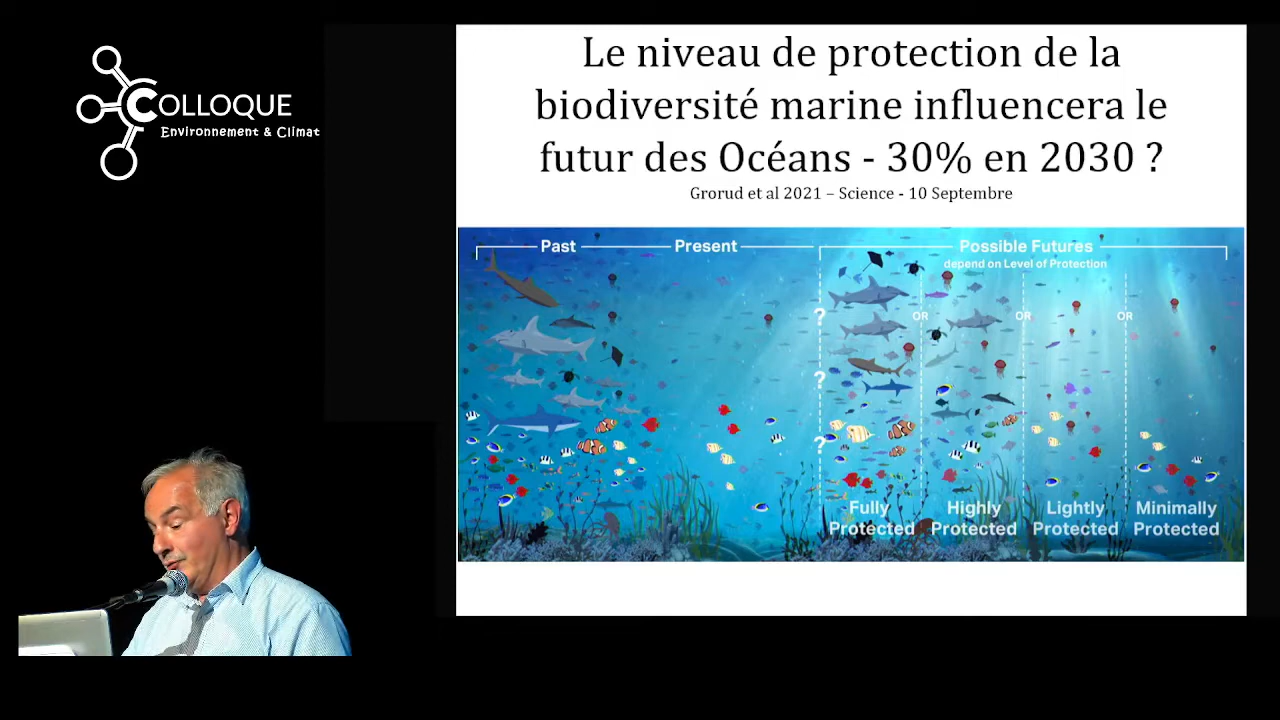 COLLOQUE
Environnement & Climat
Le niveau de protection de la
biodiversité marine influencera le
futur des Océans - 30% en 2030 ?
Grorud et al 2021 – Science - 10 Septembre
Past
Present
Possible Futures
depend on Level of Protection
?
OR
OR
OR
?
?
Fully
Protected
Highly
Protected
Lightly
Protected
Minimally
Protected